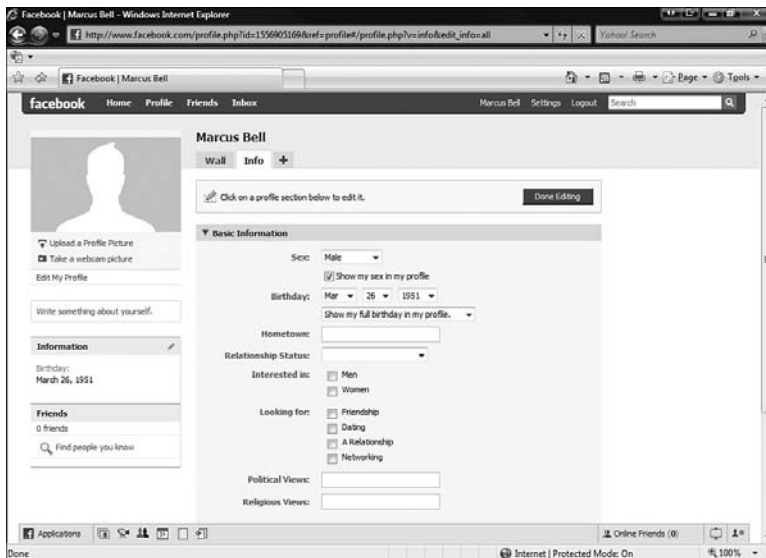 Facebook | Marcus Bell - Windows Internet Explorer
http://www.facebook.com/profile.php?id=1556905169&ref=profile#/profile.php?v=info&edit_info=all
Yahoo! Search
Facebook | Marcus Bell
Page Tools
facebook Home Profile Friends Inbox Marcus Bell Settings Logout Search
Marcus Bell
Wall Info +
Click on a profile section below to edit it. Done Editing
Basic Information
Upload a Profile Picture
Take a webcam picture
Edit My Profile
Write something about yourself.
Information
Birthday:
March 26, 1951
Friends
0 friends
Find people you know
Sex: Male
Show my sex in my profile
Birthday: Mar 26 1951
Show my full birthday in my profile.
Hometown:
Relationship Status:
Interested in: Men
Women
Looking for: Friendship
Dating
A Relationship
Networking
Political Views:
Religious Views:
Applications Online Friends (0)
Done Internet | Protected Mode: On 100%